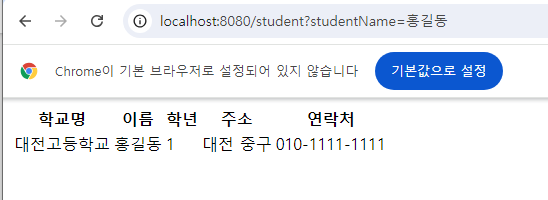 localhost:8080/student?studentName=홍길동
Chrome이 기본 브라우저로 설정되어 있지 않습니다 기본값으로 설정
학교명 이름 학년 주소 연락처
대전고등학교 홍길동 1 대전 중구 010-1111-1111